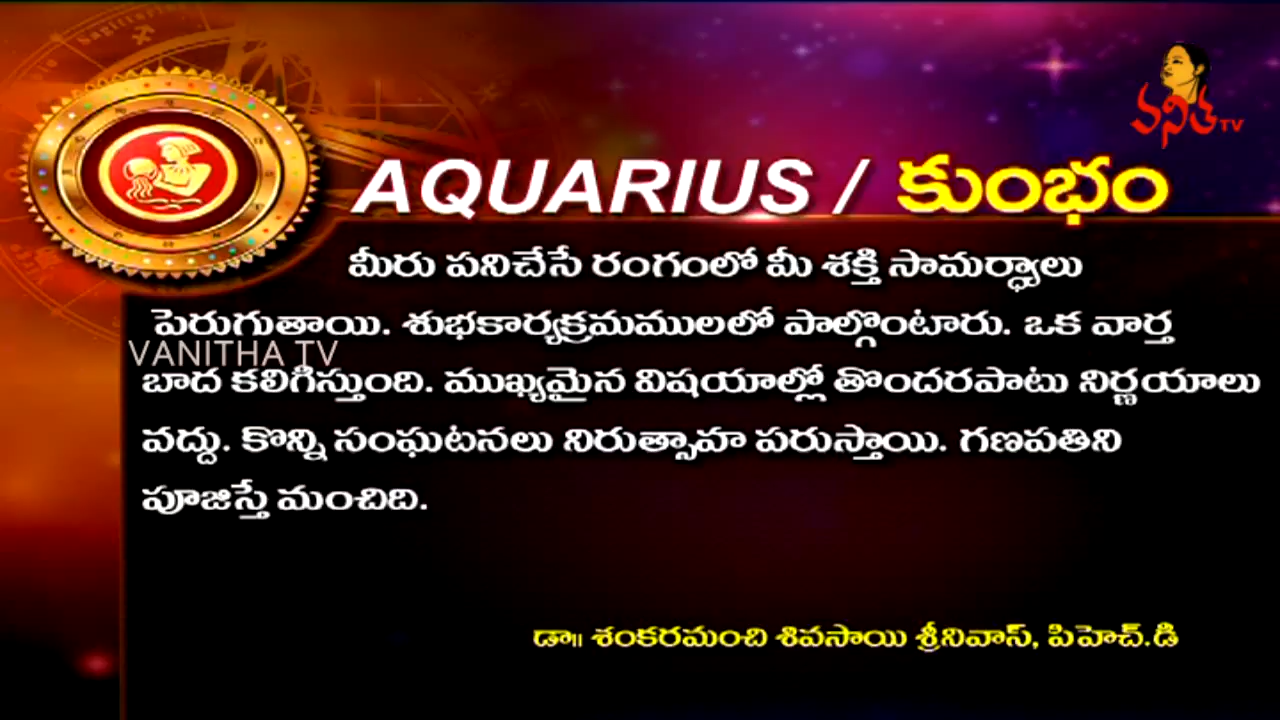 Sagittarius
వనిత TV
AQUARIUS / కుంభం
మీరు పనిచేసే రంగంలో మీ శక్తి సామర్ధ్యాలు
పెరుగుతాయి. శుభకార్యక్రమములలో పాల్గొంటారు. ఒక వార్త
VANITHA TV
బాద కలిగిస్తుంది. ముఖ్యమైన విషయాల్లో తొందరపాటు నిర్ణయాలు
వద్దు. కొన్ని సంఘటనలు నిరుత్సాహ పరుస్తాయి. గణపతిని
పూజిస్తే మంచిది.
డా॥ శంకరమంచి శివసాయి శ్రీనివాస్, పిహెచ్.డి